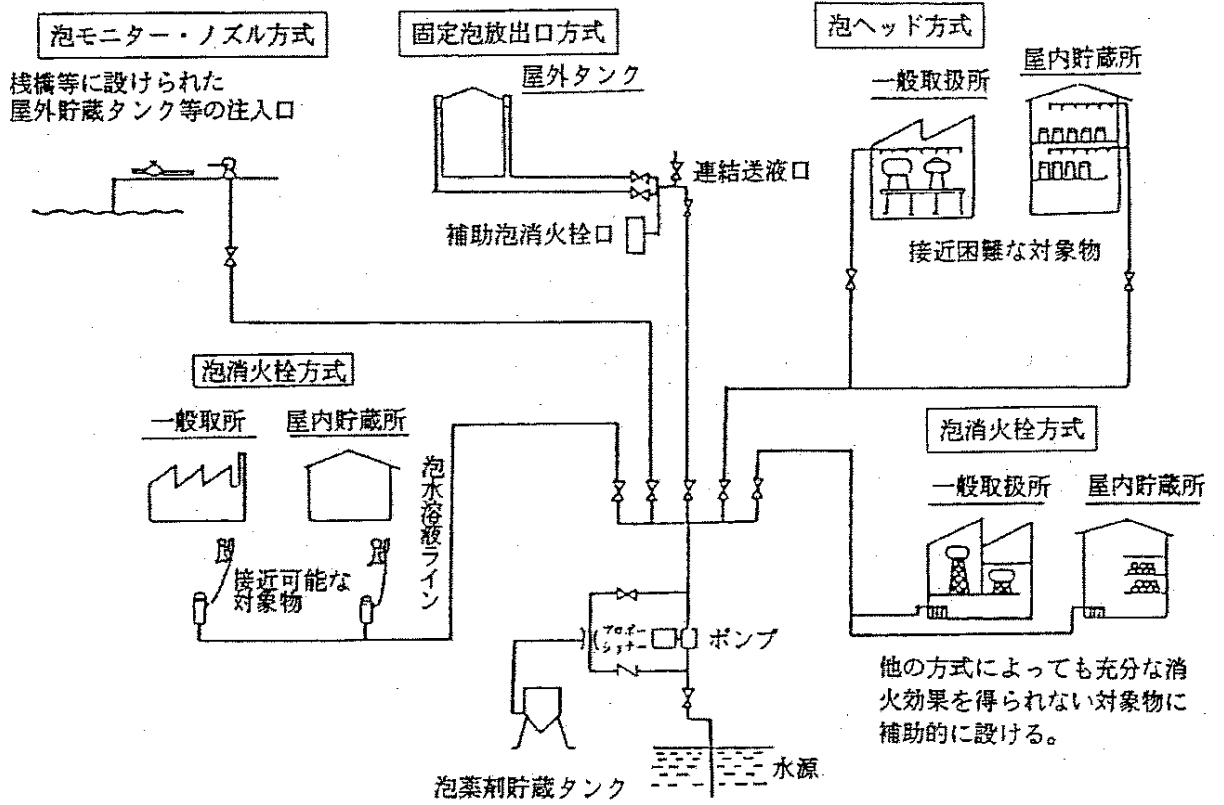 泡モニター・ノズル方式
桟橋等に設けられた
屋外貯蔵タンク等の注入口
固定泡放出口方式
屋外タンク
連結送液口
補助泡消火栓口
泡ヘッド方式
一般取扱所
屋内貯蔵所
接近困難な対象物
泡消火栓方式
一般取所
屋内貯蔵所
接近可能な
対象物
泡水溶液ライン
泡消火栓方式
一般取扱所
屋内貯蔵所
他の方式によっても充分な消
火効果を得られない対象物に
補助的に設ける。
プロポー
ショナー
ポンプ
泡薬剤貯蔵タンク
水源